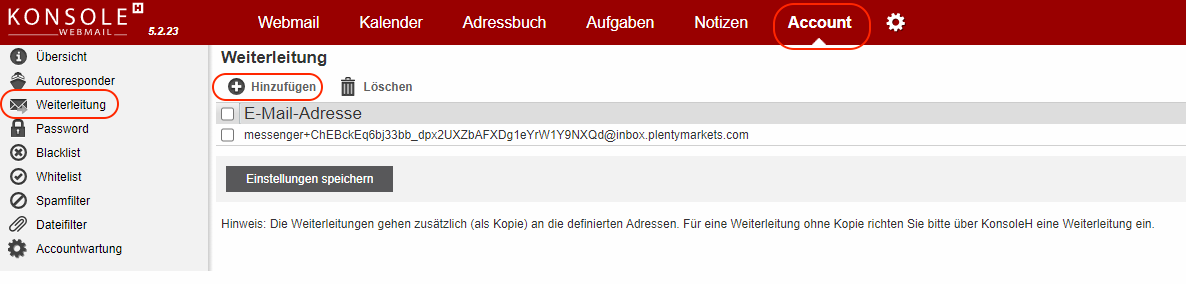 KONSOLE H
WEBMAIL 5.2.23
Webmail Kalender Adressbuch Aufgaben Notizen Account
Übersicht
Autoresponder
Weiterleitung
Password
Blacklist
Whitelist
Spamfilter
Dateifilter
Accountwartung
Weiterleitung
Hinzufügen Löschen
E-Mail-Adresse
messenger+ChEBckEq6bj33bb_dpx2UXZbAFXDg1eYrW1Y9NXQd@inbox.plentymarkets.com
Einstellungen speichern
Hinweis: Die Weiterleitungen gehen zusätzlich (als Kopie) an die definierten Adressen. Für eine Weiterleitung ohne Kopie richten Sie bitte über KonsoleH eine Weiterleitung ein.